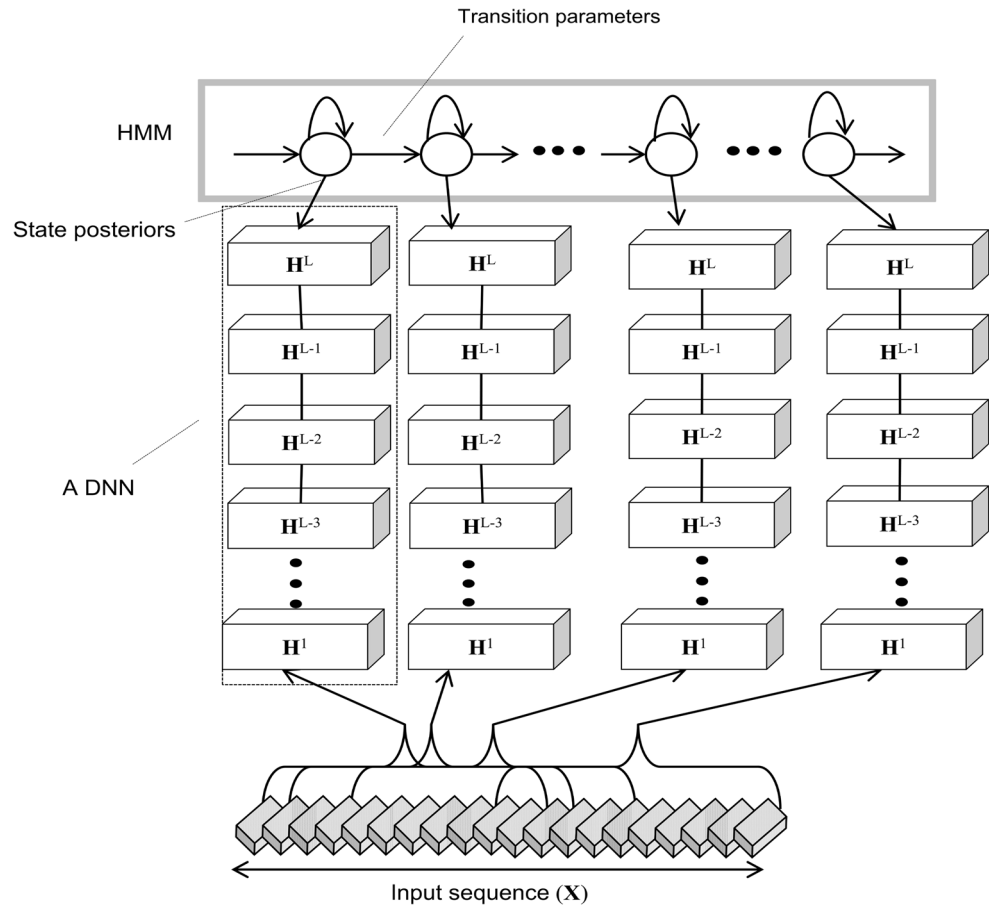 Transition parameters
HMM
State posteriors
H^L H^L H^L H^L
H^L-1 H^L-1 H^L-1 H^L-1
H^L-2 H^L-2 H^L-2 H^L-2
A DNN
H^L-3 H^L-3 H^L-3 H^L-3
H^1 H^1 H^1 H^1
Input sequence (X)